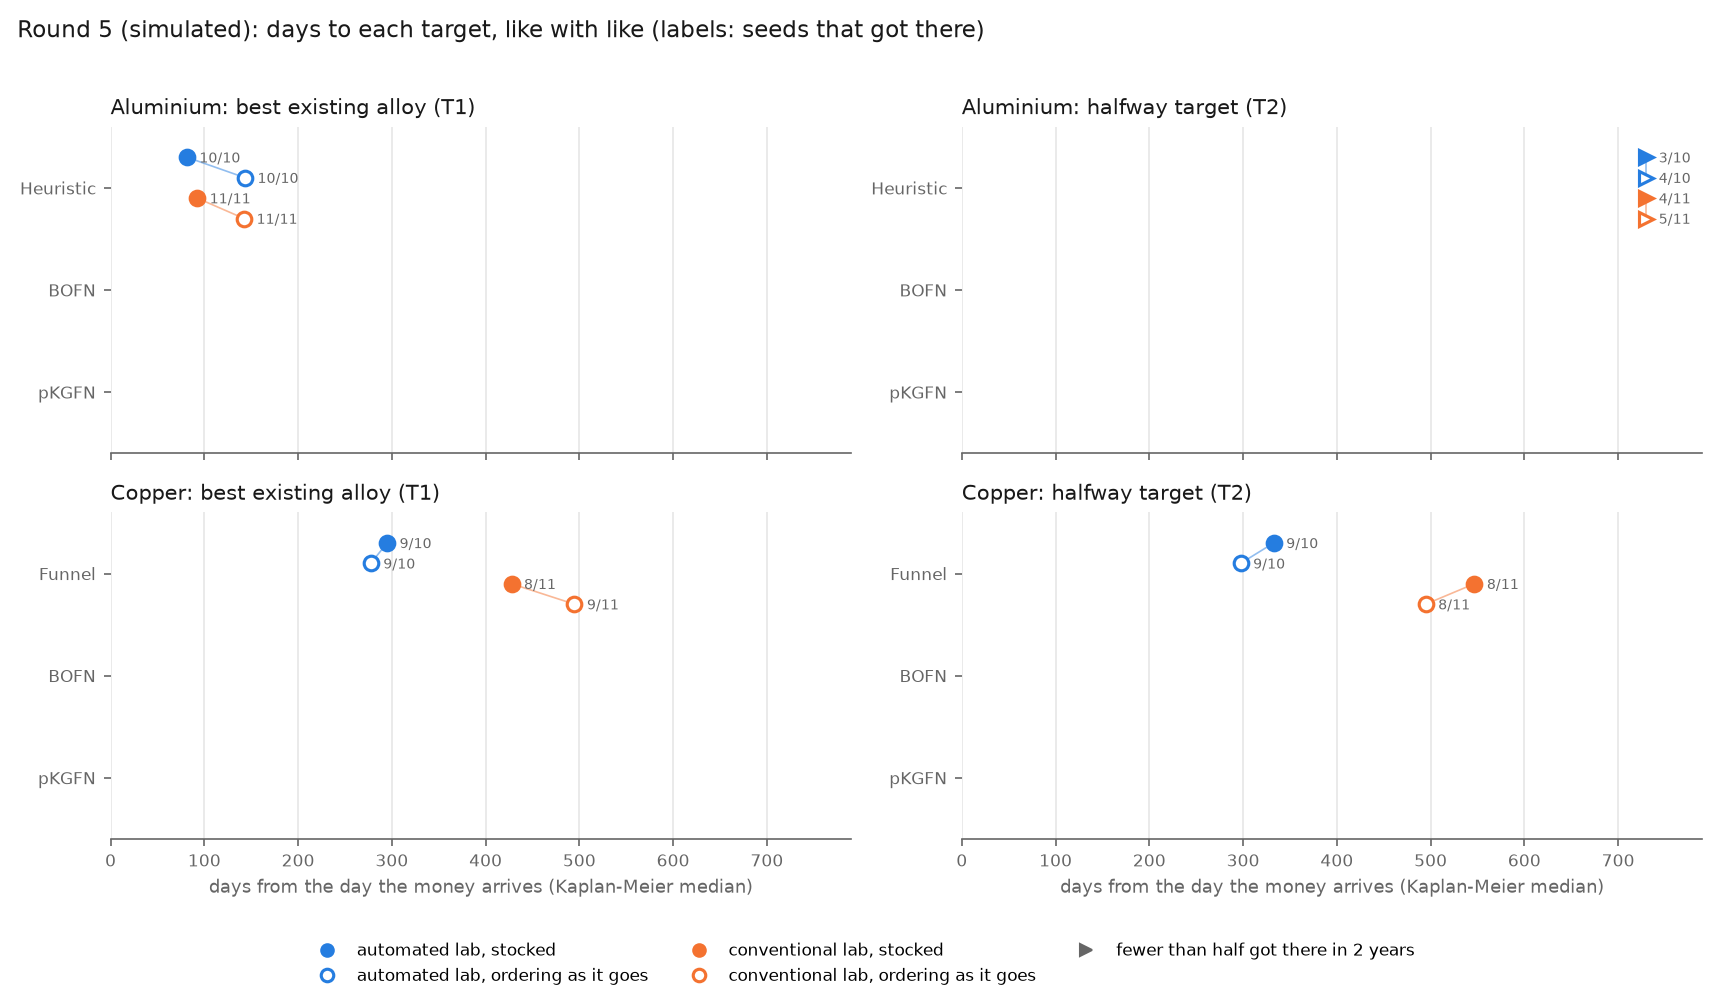 Round 5 (simulated): days to each target, like with like (labels: seeds that got there)
Aluminium: best existing alloy (T1)
Heuristic
10/10
10/10
11/11
11/11
BOFN
pKGFN
Aluminium: halfway target (T2)
Heuristic
3/10
4/10
4/11
5/11
BOFN
pKGFN
Copper: best existing alloy (T1)
Funnel
9/10
9/10
8/11
9/11
BOFN
pKGFN
0 100 200 300 400 500 600 700
days from the day the money arrives (Kaplan-Meier median)
Copper: halfway target (T2)
Funnel
9/10
9/10
8/11
8/11
BOFN
pKGFN
0 100 200 300 400 500 600 700
days from the day the money arrives (Kaplan-Meier median)
automated lab, stocked
automated lab, ordering as it goes
conventional lab, stocked
conventional lab, ordering as it goes
fewer than half got there in 2 years